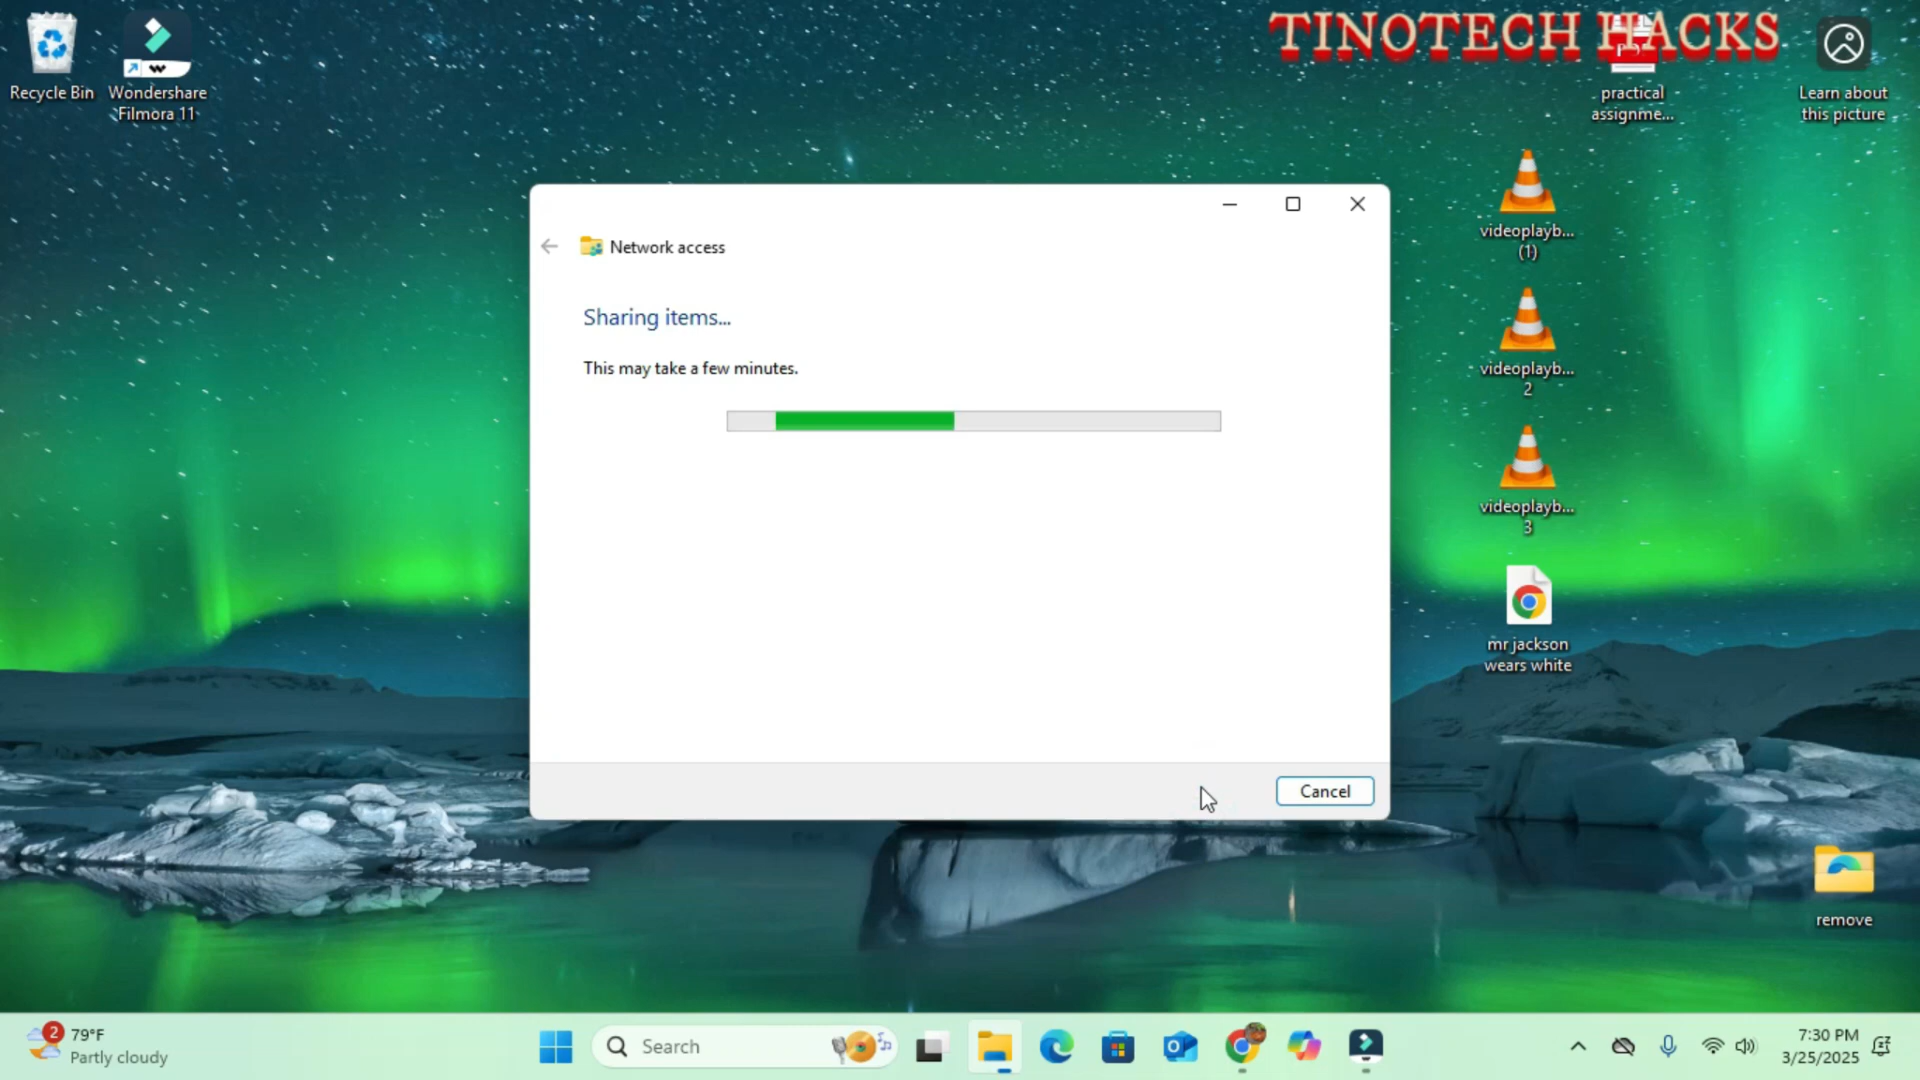 TINOTECH HACKS
Recycle Bin
Wondershare
Filmora 11
PDF
practical
assignme...
Learn about
this picture
videoplayb...
(1)
videoplayb...
2
videoplayb...
3
mr jackson
wears white
remove
Network access
Sharing items...
This may take a few minutes.
Cancel
2
79°F
Partly cloudy
Search
7:30 PM
3/25/2025